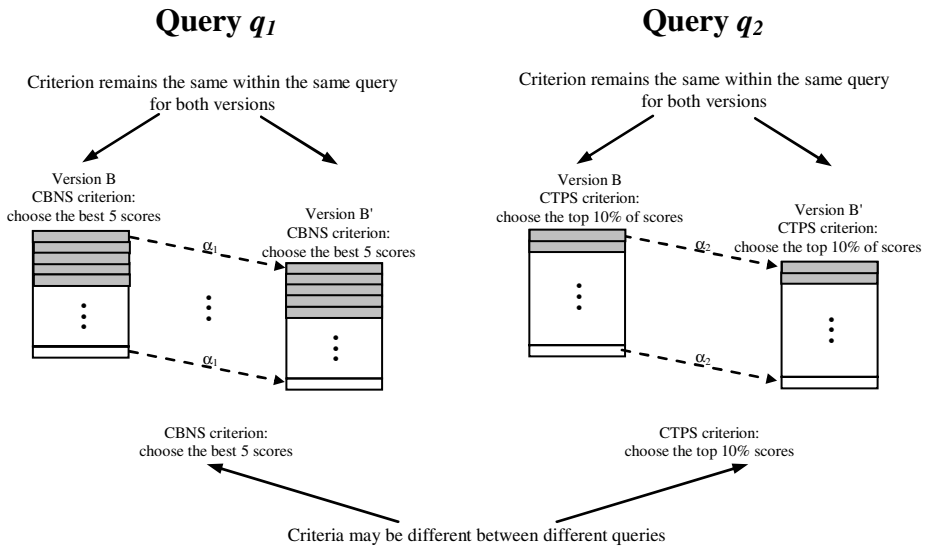 Query q1
Criterion remains the same within the same query
for both versions
Version B
CBNS criterion:
choose the best 5 scores
Version B'
CBNS criterion:
choose the best 5 scores
α1
α1
CBNS criterion:
choose the best 5 scores
Query q2
Criterion remains the same within the same query
for both versions
Version B
CTPS criterion:
choose the top 10% of scores
Version B'
CTPS criterion:
choose the top 10% of scores
α2
α2
CTPS criterion:
choose the top 10% scores
Criteria may be different between different queries